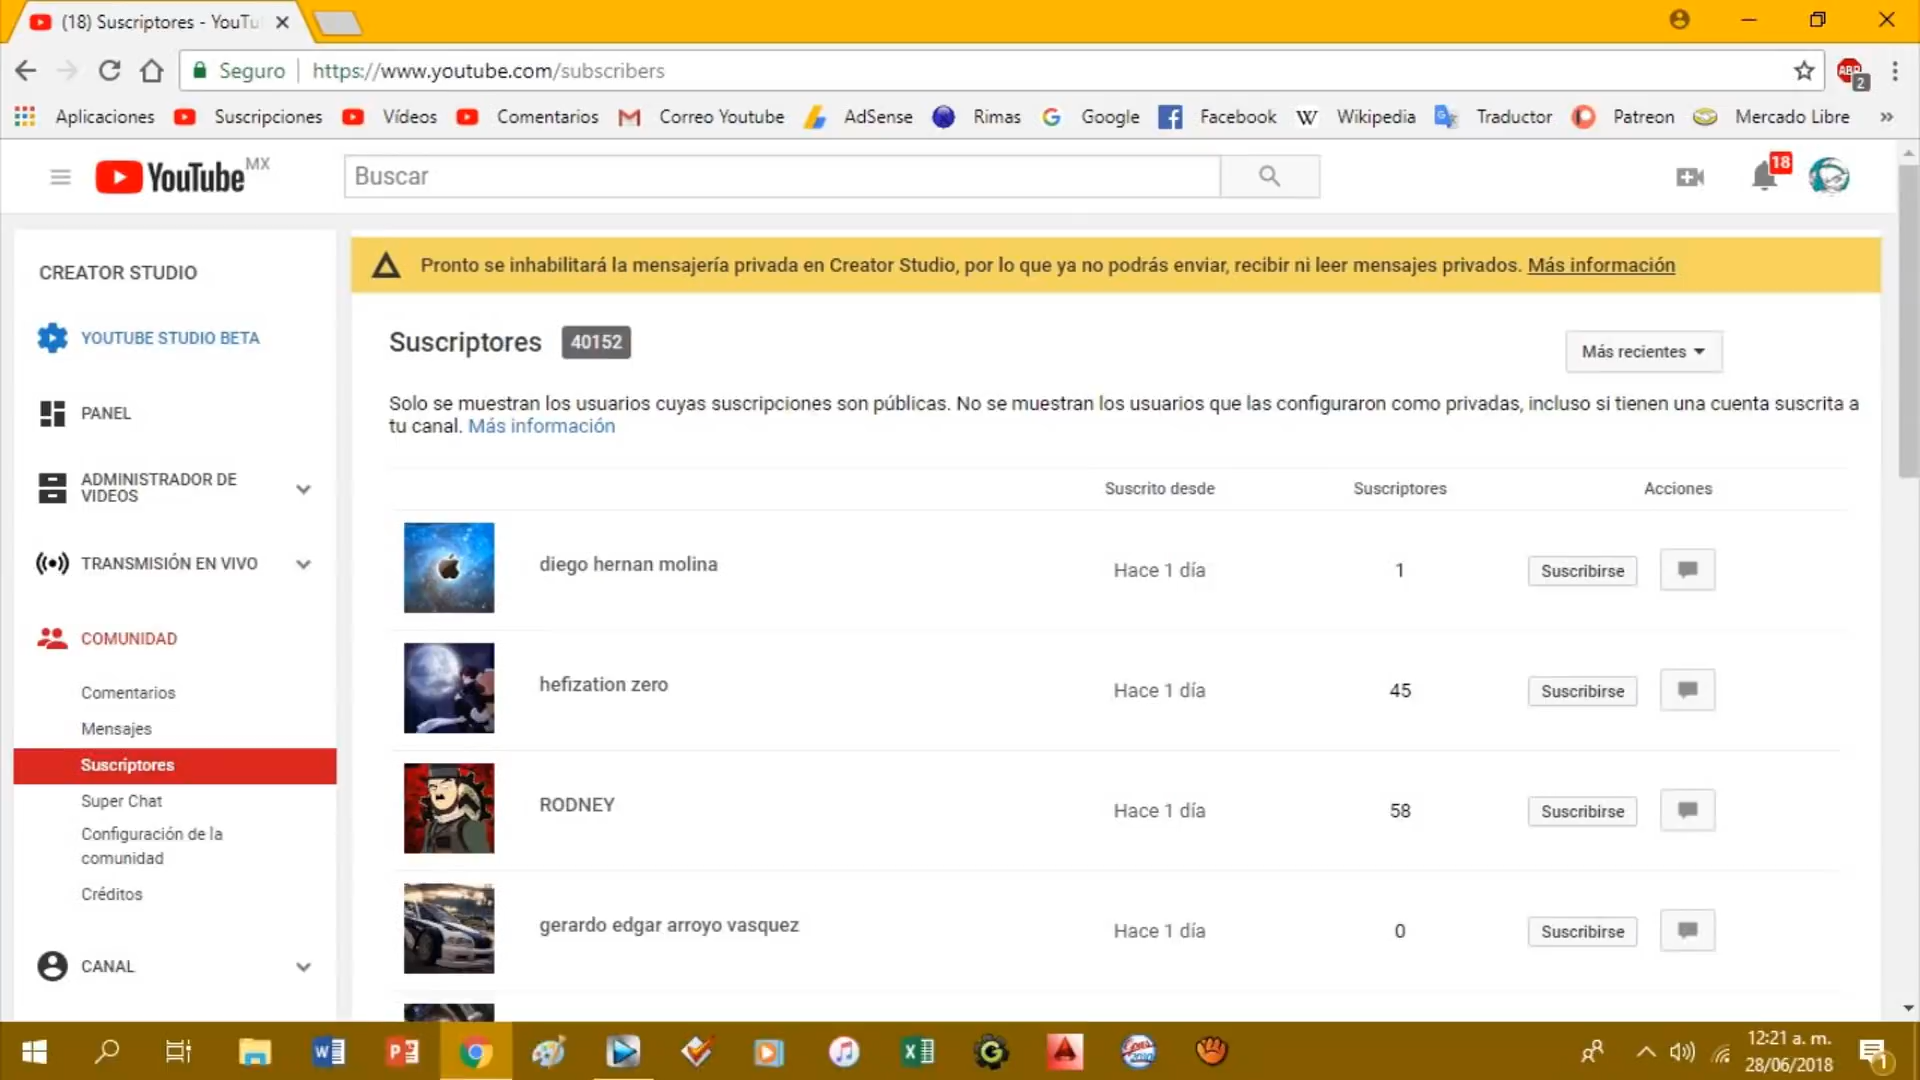 (18) Suscriptores - YouTu
Seguro
https://www.youtube.com/subscribers
ABP
2
Aplicaciones
Suscripciones
Vídeos
Comentarios
Correo Youtube
AdSense
Rimas
Google
Facebook
W Wikipedia
Traductor
Patreon
Mercado Libre
»
YouTube MX
Buscar
18
CREATOR STUDIO
YOUTUBE STUDIO BETA
PANEL
ADMINISTRADOR DE
VIDEOS
TRANSMISIÓN EN VIVO
COMUNIDAD
Comentarios
Mensajes
Suscriptores
Super Chat
Configuración de la
comunidad
Créditos
CANAL
Pronto se inhabilitará la mensajería privada en Creator Studio, por lo que ya no podrás enviar, recibir ni leer mensajes privados. Más información
Suscriptores 40152
Más recientes
Solo se muestran los usuarios cuyas suscripciones son públicas. No se muestran los usuarios que las configuraron como privadas, incluso si tienen una cuenta suscrita a
tu canal. Más información
Suscrito desde Suscriptores Acciones
diego hernan molina Hace 1 día 1 Suscribirse
hefization zero Hace 1 día 45 Suscribirse
RODNEY Hace 1 día 58 Suscribirse
gerardo edgar arroyo vasquez Hace 1 día 0 Suscribirse
12:21 a. m.
28/06/2018
1